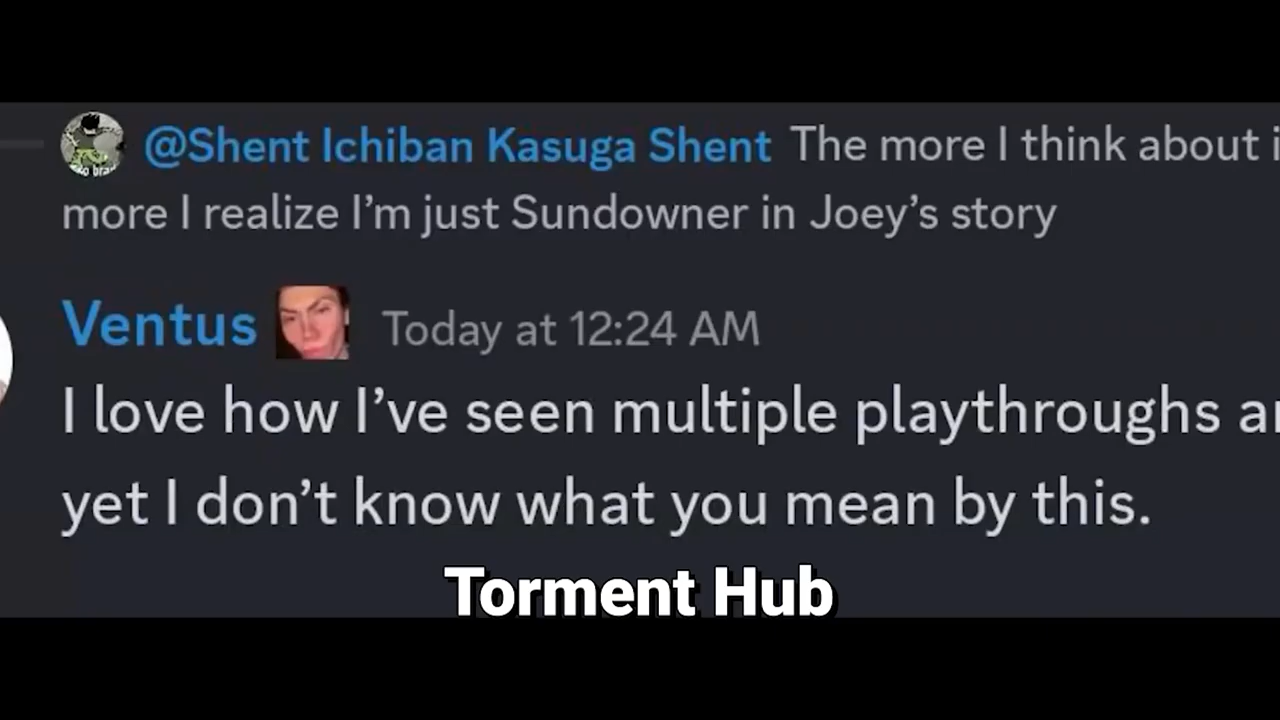 @Shent Ichiban Kasuga Shent The more I think about
more I realize I'm just Sundowner in Joey's story
Ventus Today at 12:24 AM
I love how I've seen multiple playthroughs
yet I don't know what you mean by this.
Torment Hub